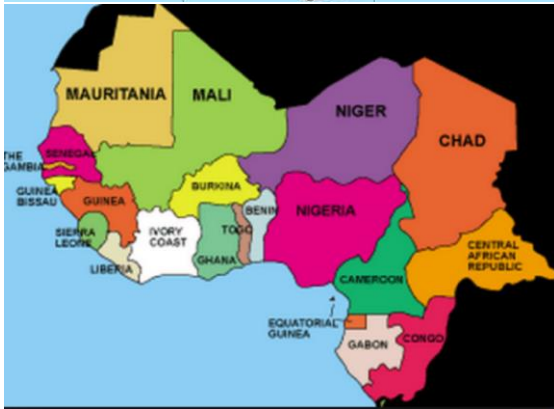 MAURITANIA
MALI
NIGER
CHAD
SENEGAL
THE
GAMBIA
GUINEA
BISSAU
GUINEA
BURKINA
BENIN
NIGERIA
SIERRA
LEONE
IVORY
COAST
TOGO
GHANA
LIBERIA
CENTRAL
AFRICAN
REPUBLIC
CAMEROON
EQUATORIAL
GUINEA
GABON
CONGO